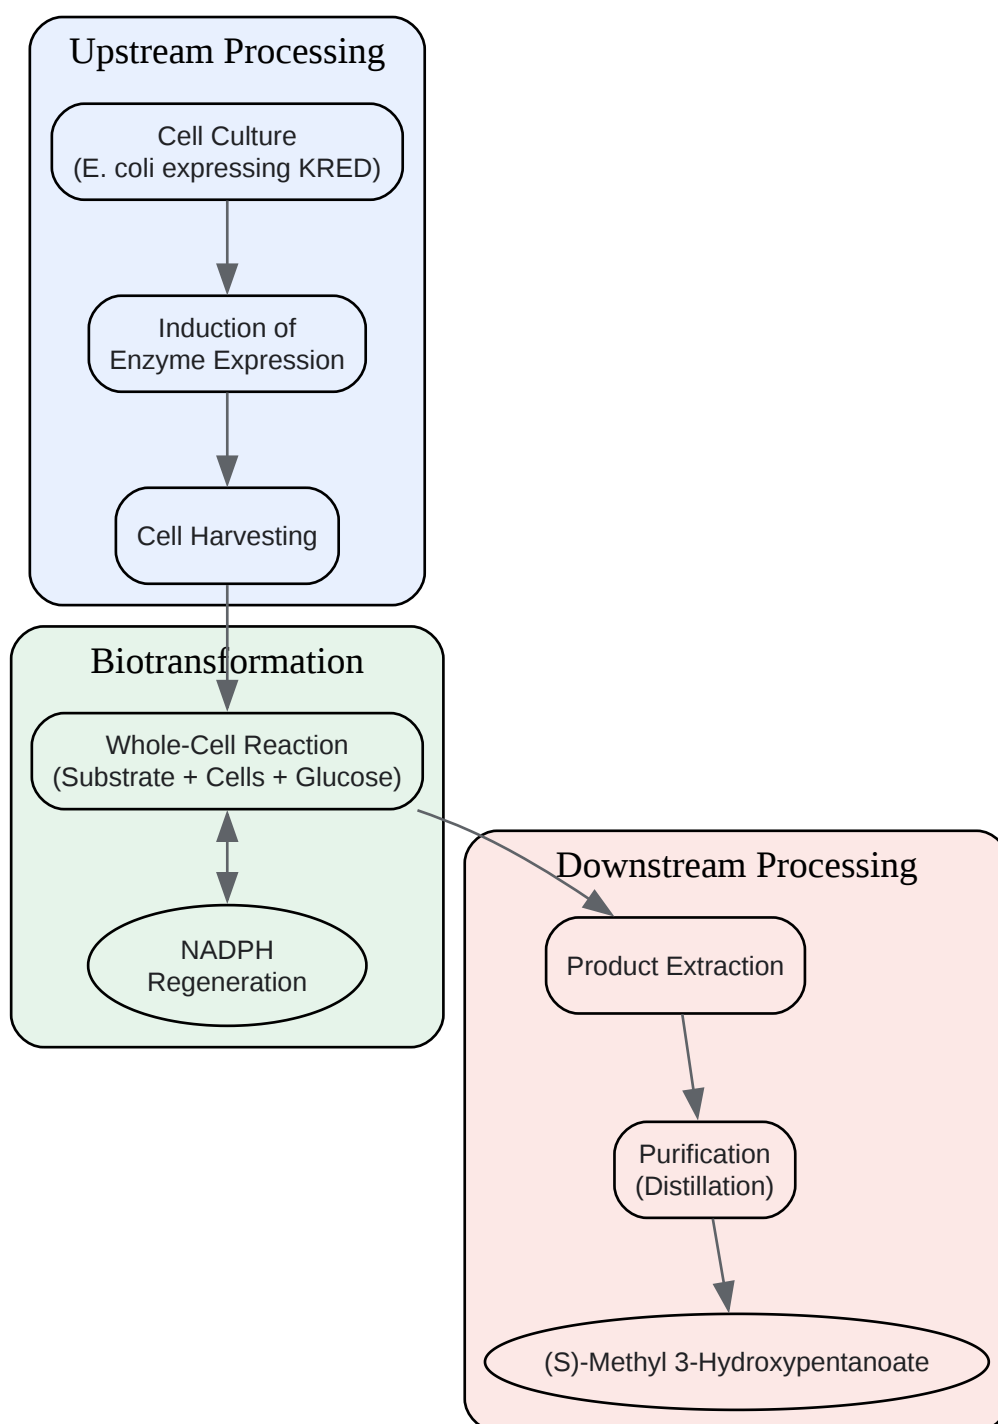 Upstream Processing
Cell Culture
(E. coli expressing KRED)
Induction of
Enzyme Expression
Cell Harvesting
Biotransformation
Whole-Cell Reaction
(Substrate + Cells + Glucose)
NADPH
Regeneration
Downstream Processing
Product Extraction
Purification
(Distillation)
(S)-Methyl 3-Hydroxypentanoate